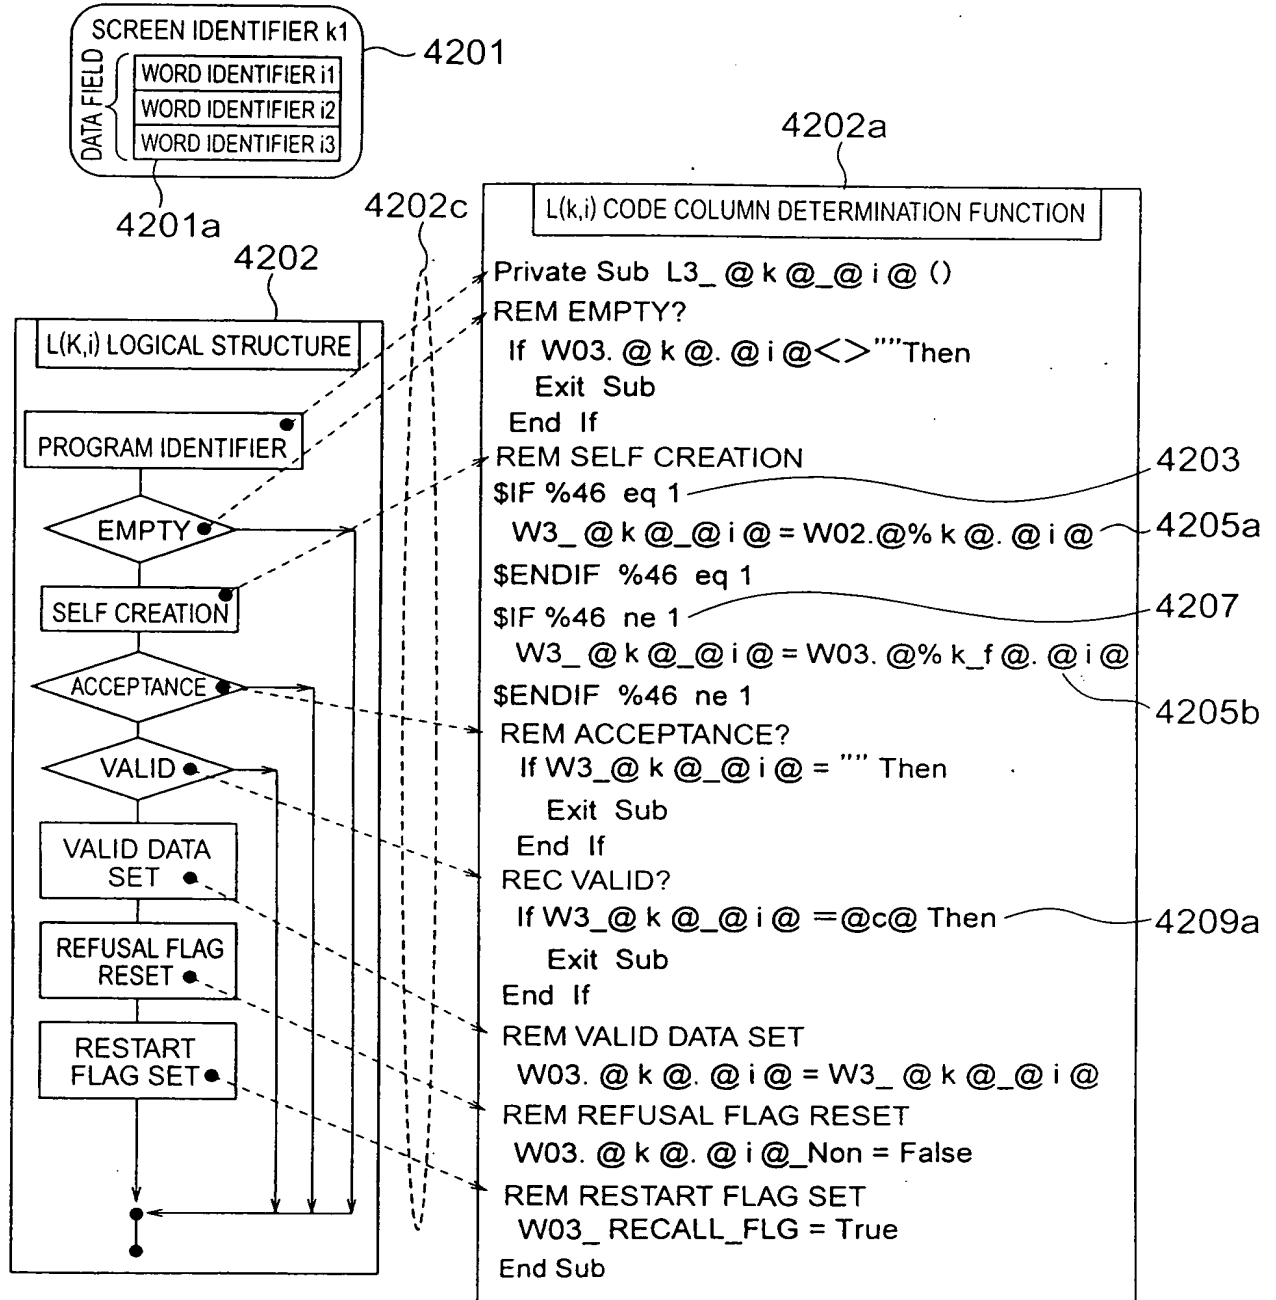 SCREEN IDENTIFIER k1
4201
DATA FIELD
WORD IDENTIFIER i1
WORD IDENTIFIER i2
WORD IDENTIFIER i3
4201a
4202
L(K,i) LOGICAL STRUCTURE
PROGRAM IDENTIFIER
EMPTY
SELF CREATION
ACCEPTANCE
VALID
VALID DATA
SET
REFUSAL FLAG
RESET
RESTART
FLAG SET
4202c
4202a
L(k,i) CODE COLUMN DETERMINATION FUNCTION
Private Sub L3_ @ k @_@ i @ ()
REM EMPTY?
If W03. @ k @. @ i @<>""Then
Exit Sub
End If
REM SELF CREATION
$IF %46 eq 1
4203
W3_ @ k @_@ i @ = W02.@% k @. @ i @
4205a
$ENDIF %46 eq 1
$IF %46 ne 1
4207
W3_ @ k @_@ i @ = W03. @% k_f @. @ i @
4205b
$ENDIF %46 ne 1
REM ACCEPTANCE?
If W3_@ k @_@ i @ = "" Then
Exit Sub
End If
REC VALID?
If W3_@ k @_@ i @ =@c@ Then
4209a
Exit Sub
End If
REM VALID DATA SET
W03. @ k @. @ i @ = W3_ @ k @_@ i @
REM REFUSAL FLAG RESET
W03. @ k @. @ i @_Non = False
REM RESTART FLAG SET
W03_ RECALL_FLG = True
End Sub